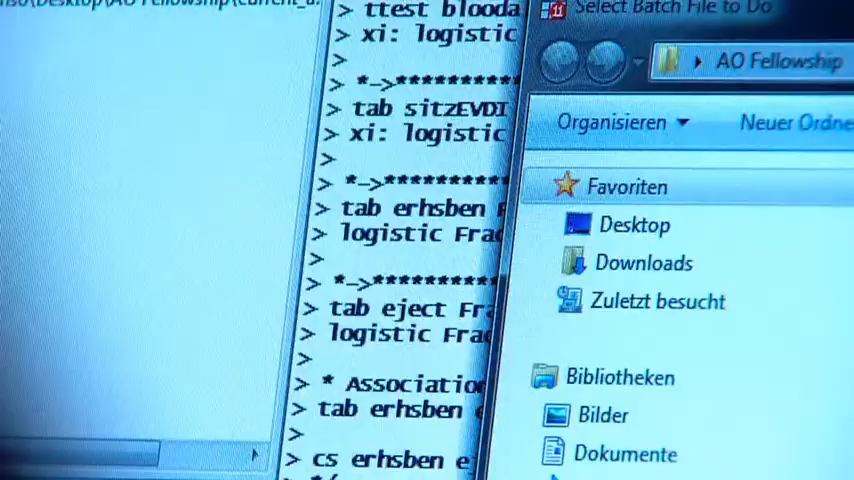 Desktop\AO Fellowship\current_a
> ttest blooda
> xi: logistic
>
> *->**********
> tab sitzEVDI
> xi: logistic
>
> *->**********
> tab erhsben
> logistic Frac
>
> *->**********
> tab eject Fra
> logistic Frac
>
> * Association
> tab erhsben
>
> cs erhsben e
Select Batch File to Do
AO Fellowship
Organisieren
Neuer Ordne
Favoriten
Desktop
Downloads
Zuletzt besucht
Bibliotheken
Bilder
Dokumente